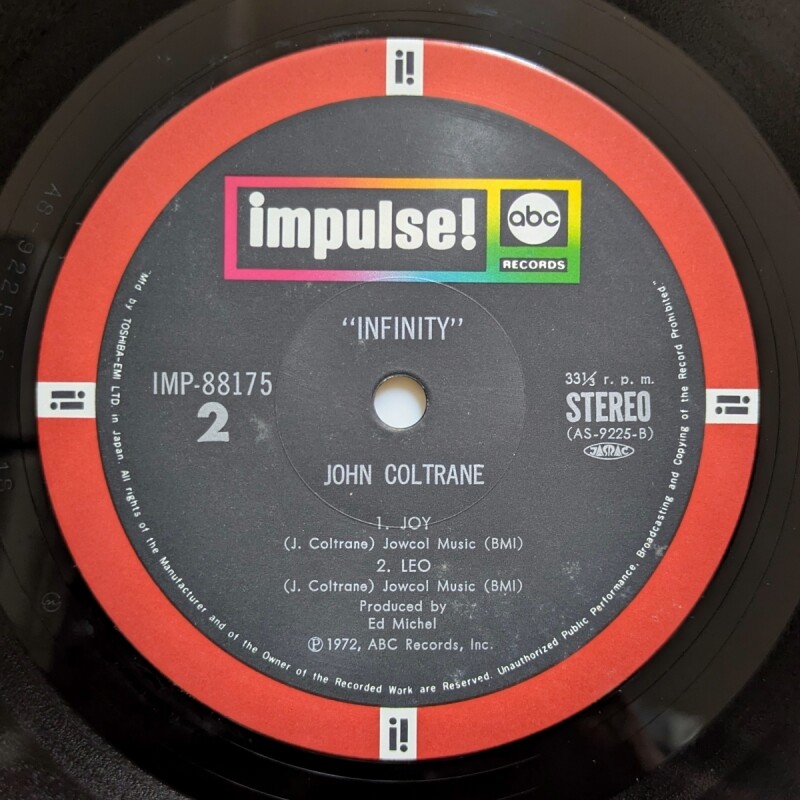 i!
impulse!
abc
RECORDS
"INFINITY"
IMP-88175
2
33⅓ r. p. m.
STEREO
(AS-9225-B)
JASRAC
i!
i!
JOHN COLTRANE
1. JOY
(J. Coltrane) Jowcol Music (BMI)
2. LEO
(J. Coltrane) Jowcol Music (BMI)
Produced by
Ed Michel
Ⓟ 1972, ABC Records, Inc.
"Mfd by TOSHIBA-EMI LTD. in Japan. All rights of the Manufacturer and of the Owner of the Recorded Work are Reserved. Unauthorized Public Performance, Broadcasting and Copying of the Record Prohibited"
i!
AS-9225